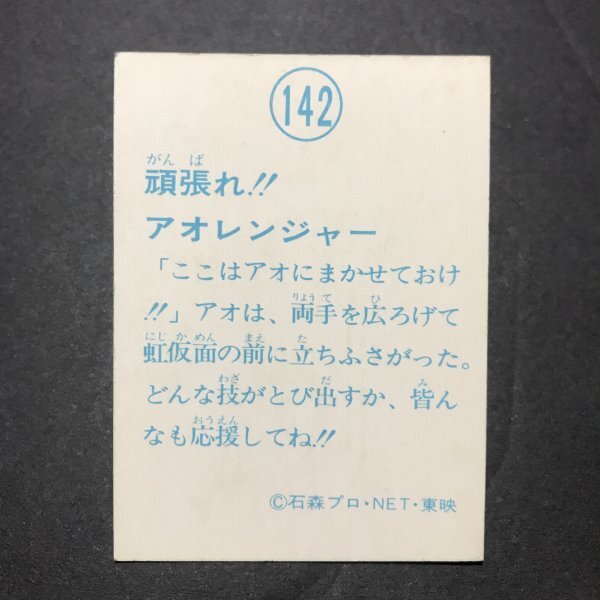 142
がんば
頑張れ!!
アオレンジャー
「ここはアオにまかせておけ
りょうて ひ
!!」アオは、両手を広ろげて
にじかめん まえ た
虹仮面の前に立ちふさがった。
わざ だ みな
どんな技がとび出すか、皆ん
おうえん
なも応援してね!!
©石森プロ・NET・東映